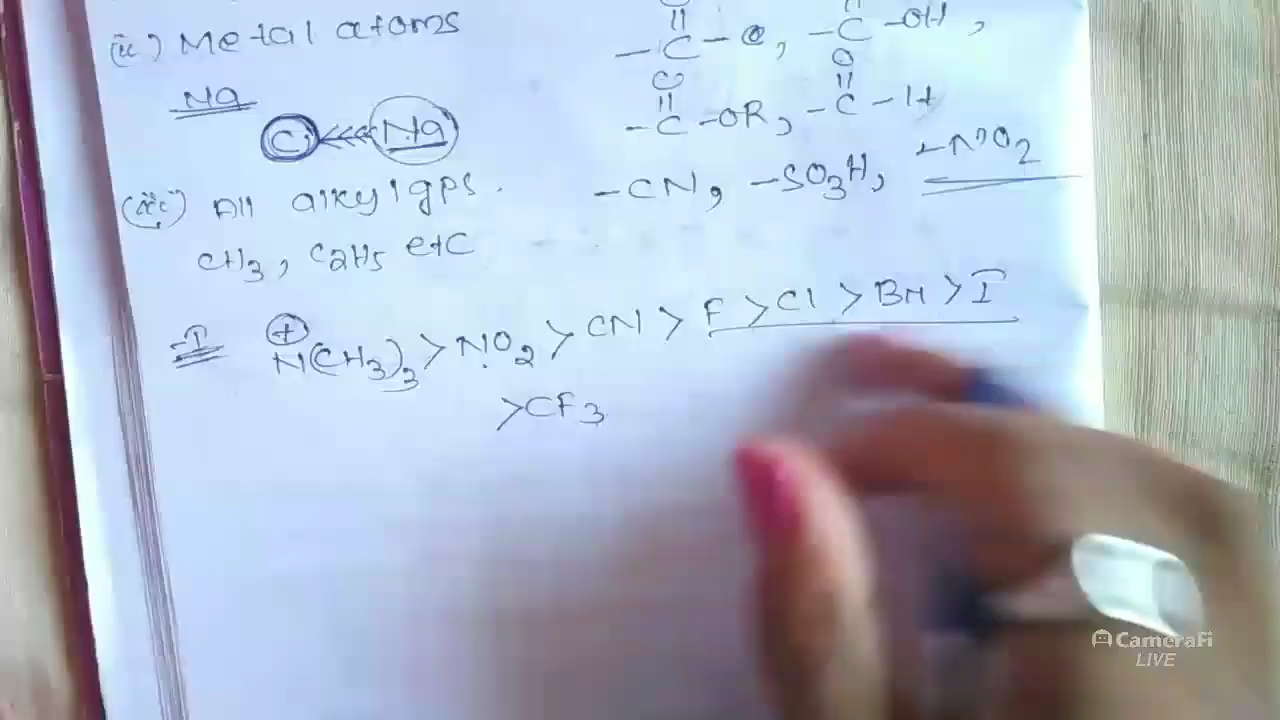 (ii) Metal atoms
Na
C Na
(iii) All alkyl gps.
CH3, C2H5 etc
O
||
-C-Cl, -C-OH,
O O
|| ||
-C-OR, -C-H
-CN, -SO3H, -NO2
-I ⊕
N(CH3)3 > NO2 > CN > F > Cl > Br > I
> CF3
CameraFi
LIVE